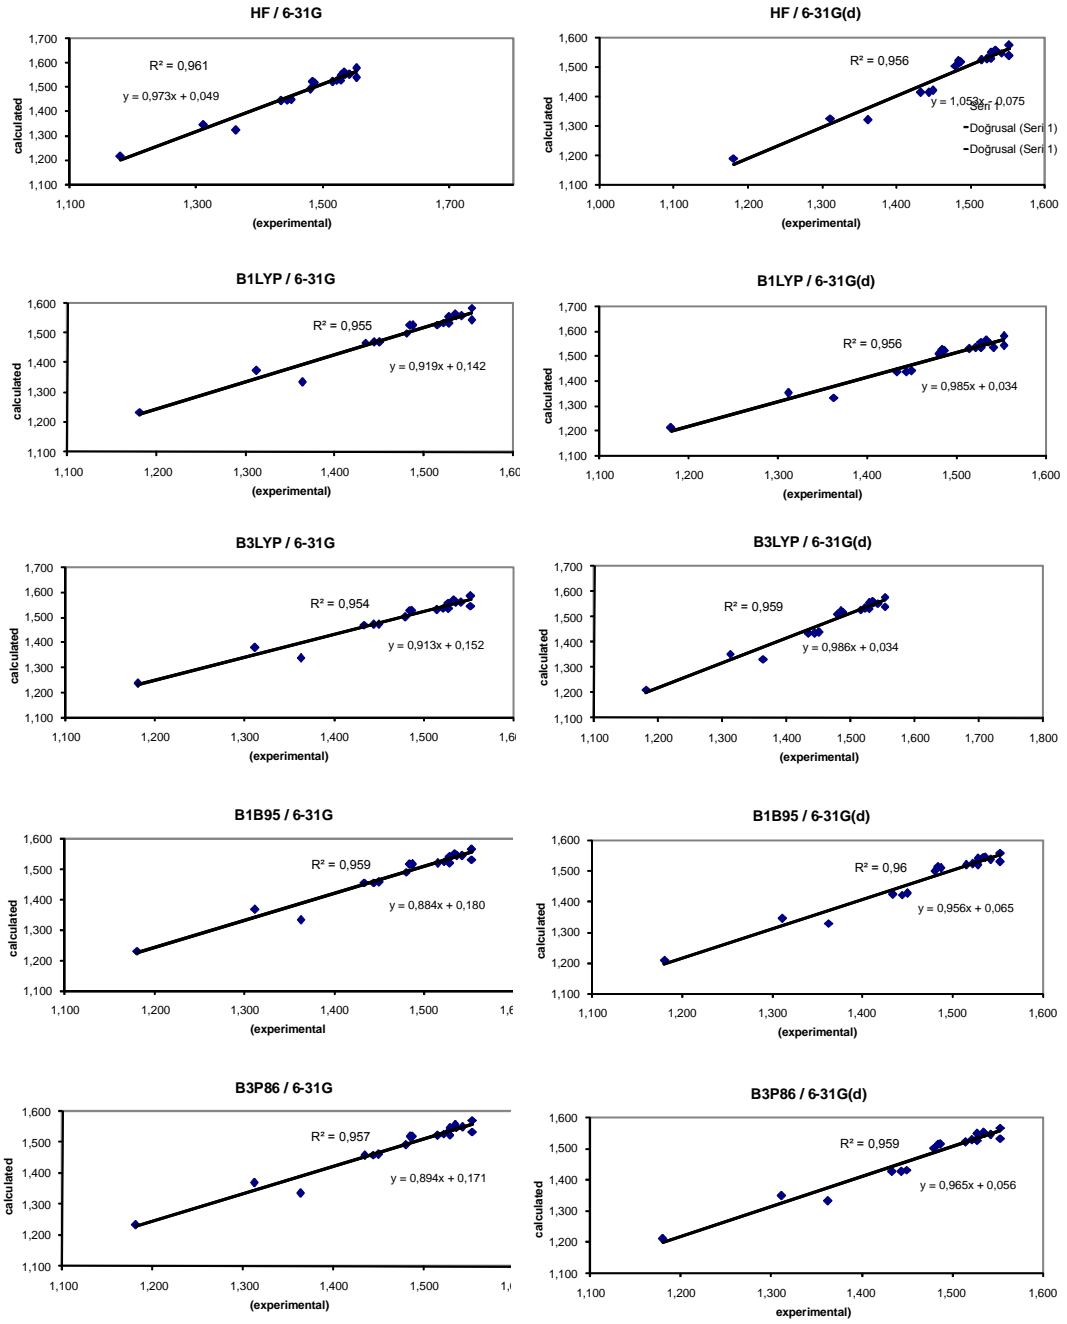 HF / 6-31G
1,700
1,600
1,500
1,400
1,300
1,200
1,100
calculated
R² = 0,961
y = 0,973x + 0,049
1,100
1,300
1,500
1,700
(experimental)
HF / 6-31G(d)
1,600
1,500
1,400
1,300
1,200
1,100
calculated
R² = 0,956
y = 1,053x - 0,075
Seri 1
Doğrusal (Seri 1)
Doğrusal (Seri 1)
1,000
1,100
1,200
1,300
1,400
1,500
1,600
(experimental)
B1LYP / 6-31G
1,600
1,500
1,400
1,300
1,200
1,100
calculated
R² = 0,955
y = 0,919x + 0,142
1,100
1,200
1,300
1,400
1,500
1,60
(experimental)
B1LYP / 6-31G(d)
1,700
1,600
1,500
1,400
1,300
1,200
1,100
calculated
R² = 0,956
y = 0,985x + 0,034
1,100
1,200
1,300
1,400
1,500
1,600
(experimental)
B3LYP / 6-31G
1,700
1,600
1,500
1,400
1,300
1,200
1,100
calculated
R² = 0,954
y = 0,913x + 0,152
1,100
1,200
1,300
1,400
1,500
1,6
(experimental)
B3LYP / 6-31G(d)
1,700
1,600
1,500
1,400
1,300
1,200
1,100
calculated
R² = 0,959
y = 0,986x + 0,034
1,100
1,200
1,300
1,400
1,500
1,600
1,700
1,800
(experimental)
B1B95 / 6-31G
1,600
1,500
1,400
1,300
1,200
1,100
calculated
R² = 0,959
y = 0,884x + 0,180
1,100
1,200
1,300
1,400
1,500
1,6
(experimental
B1B95 / 6-31G(d)
1,600
1,500
1,400
1,300
1,200
1,100
calculated
R² = 0,96
y = 0,956x + 0,065
1,100
1,200
1,300
1,400
1,500
1,600
(experimental)
B3P86 / 6-31G
1,600
1,500
1,400
1,300
1,200
1,100
calculated
R² = 0,957
y = 0,894x + 0,171
1,100
1,200
1,300
1,400
1,500
1,
(experimental)
B3P86 / 6-31G(d)
1,600
1,500
1,400
1,300
1,200
1,100
calculated
R² = 0,959
y = 0,965x + 0,056
1,100
1,200
1,300
1,400
1,500
1,600
experimental)